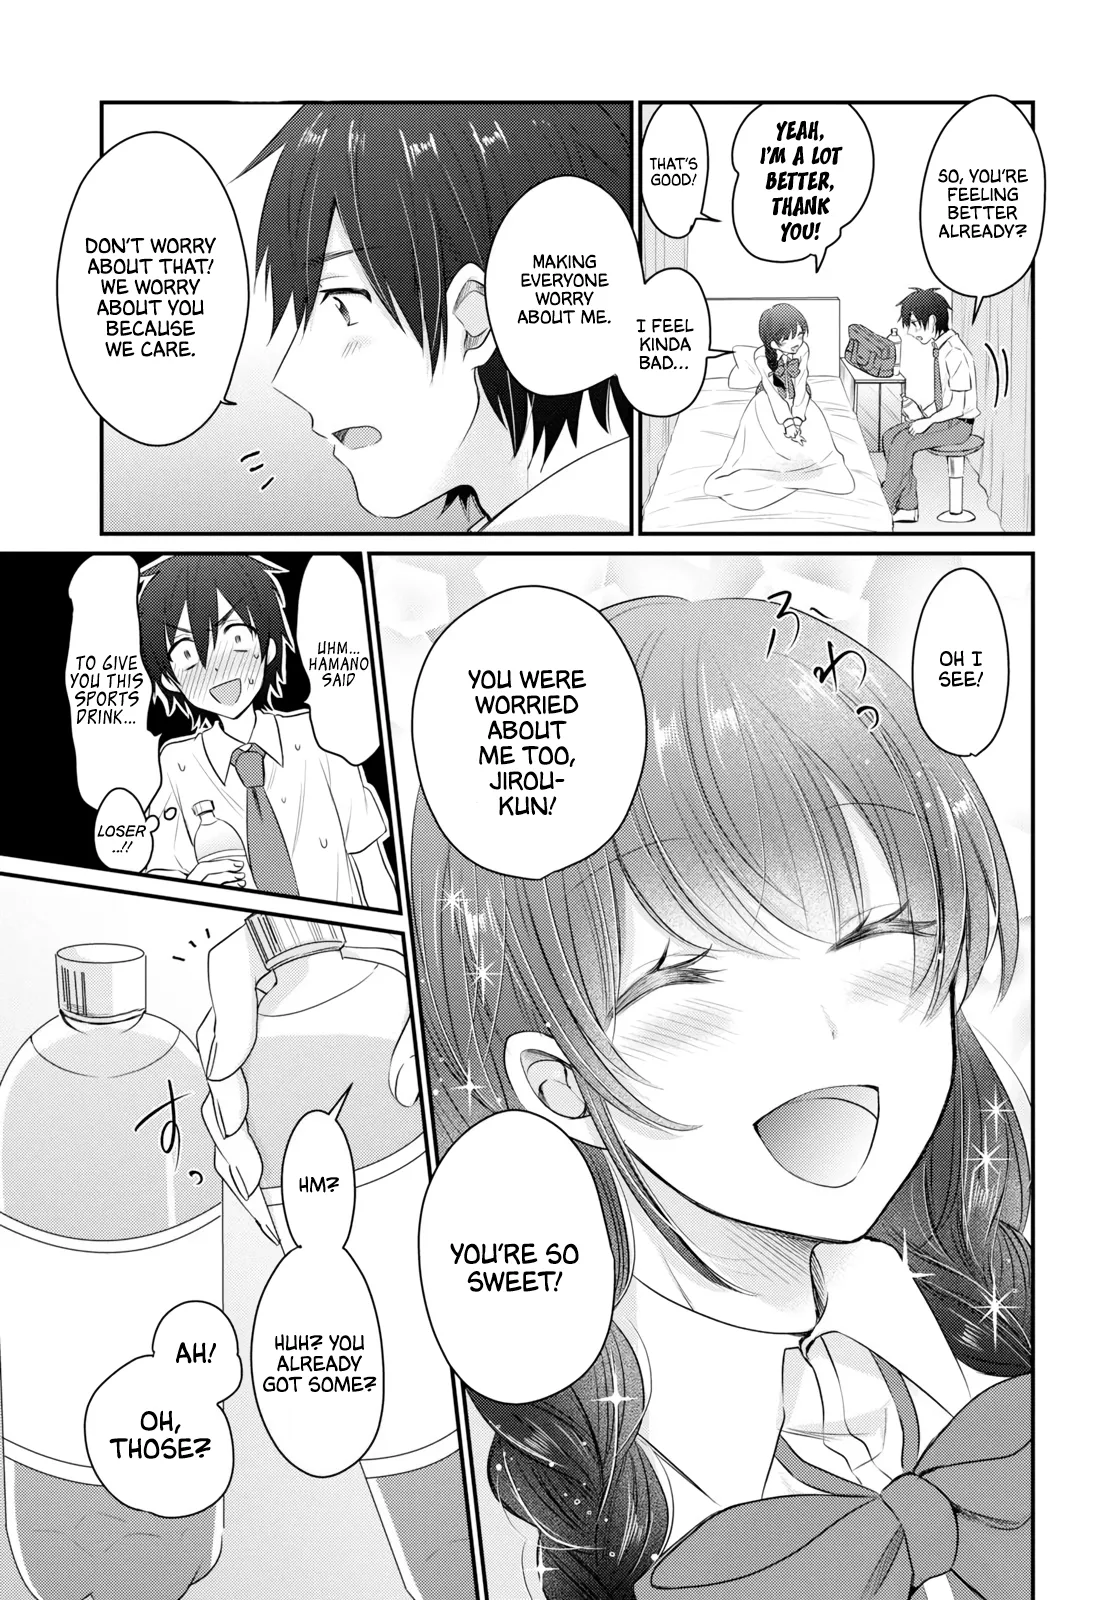 SO, YOU'RE
FEELING
BETTER
ALREADY?
YEAH,
I'M A LOT
BETTER,
THANK
YOU!
THAT'S
GOOD!
I FEEL
KINDA
BAD...
MAKING
EVERYONE
WORRY
ABOUT ME.
DON'T WORRY
ABOUT THAT!
WE WORRY
ABOUT YOU
BECAUSE
WE CARE.
OH I
SEE!
YOU WERE
WORRIED
ABOUT
ME TOO,
JIROU-
KUN!
YOU'RE SO
SWEET!
UHM...
HAMANO
SAID
TO GIVE
YOU THIS
SPORTS
DRINK...
LOSER
...!!
HM?
HUH? YOU
ALREADY
GOT SOME?
AH!
OH,
THOSE?